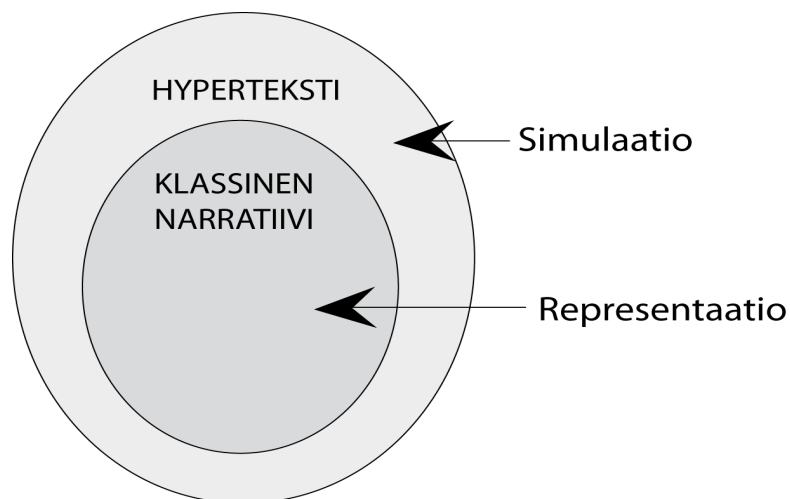 HYPERTEKSTI
Simulaatio
KLASSINEN
NARRATIIVI
Representaatio